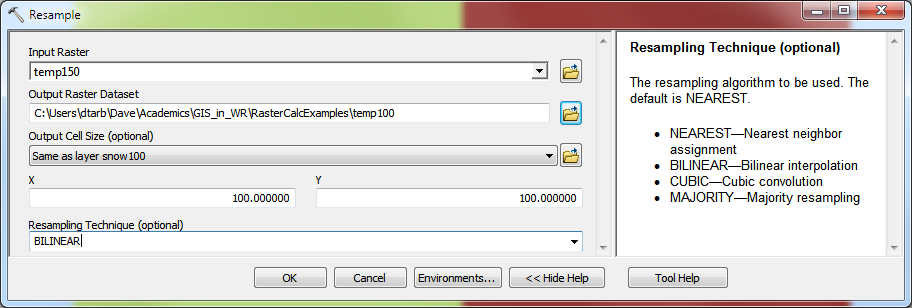 Resample
Input Raster
temp150
Output Raster Dataset
C:\Users\dtarb\Dave\Academics\GIS_in_WR\RasterCalcExamples\temp100
Output Cell Size (optional)
Same as layer snow100
X Y
100.000000 100.000000
Resampling Technique (optional)
BILINEAR
OK Cancel Environments... << Hide Help Tool Help
Resampling Technique (optional)
The resampling algorithm to be used. The
default is NEAREST.
• NEAREST—Nearest neighbor
assignment
• BILINEAR—Bilinear interpolation
• CUBIC—Cubic convolution
• MAJORITY—Majority resampling